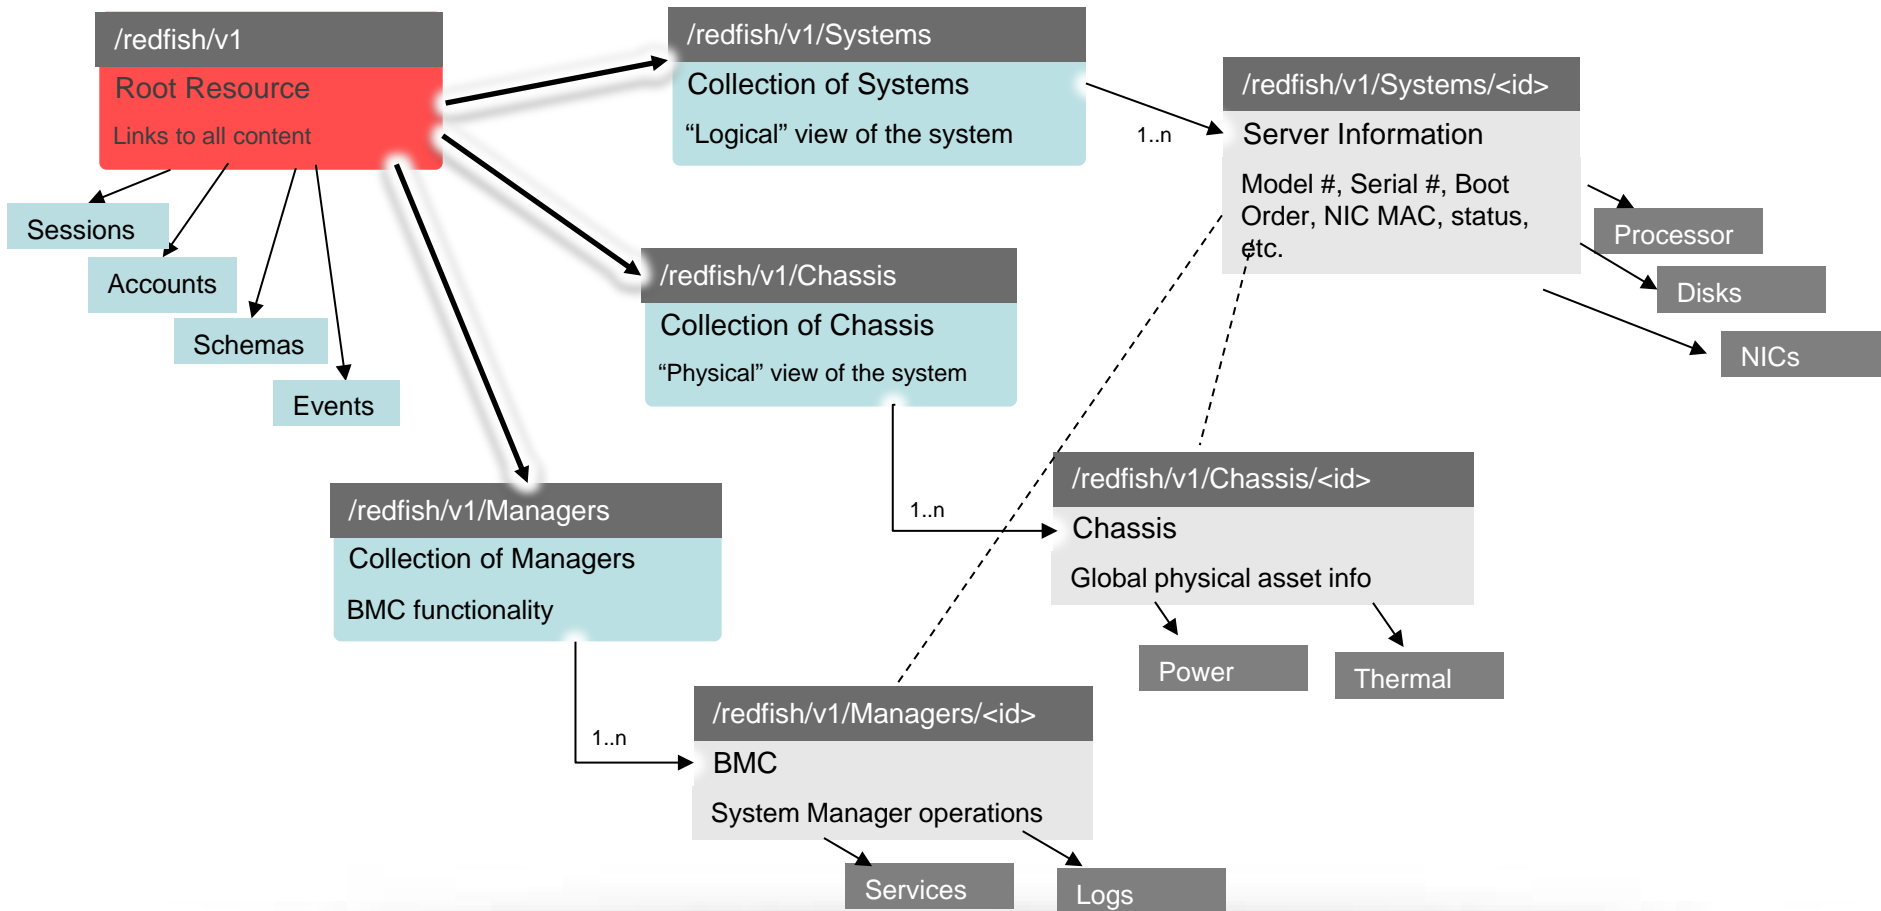 /redfish/v1
Root Resource
Links to all content
Sessions
Accounts
Schemas
Events
/redfish/v1/Systems
Collection of Systems
“Logical” view of the system
1..n
/redfish/v1/Systems/<id>
Server Information
Model #, Serial #, Boot
Order, NIC MAC, status,
etc.
Processor
Disks
NICs
/redfish/v1/Chassis
Collection of Chassis
“Physical” view of the system
1..n
/redfish/v1/Chassis/<id>
Chassis
Global physical asset info
Power
Thermal
/redfish/v1/Managers
Collection of Managers
BMC functionality
1..n
/redfish/v1/Managers/<id>
BMC
System Manager operations
Services
Logs